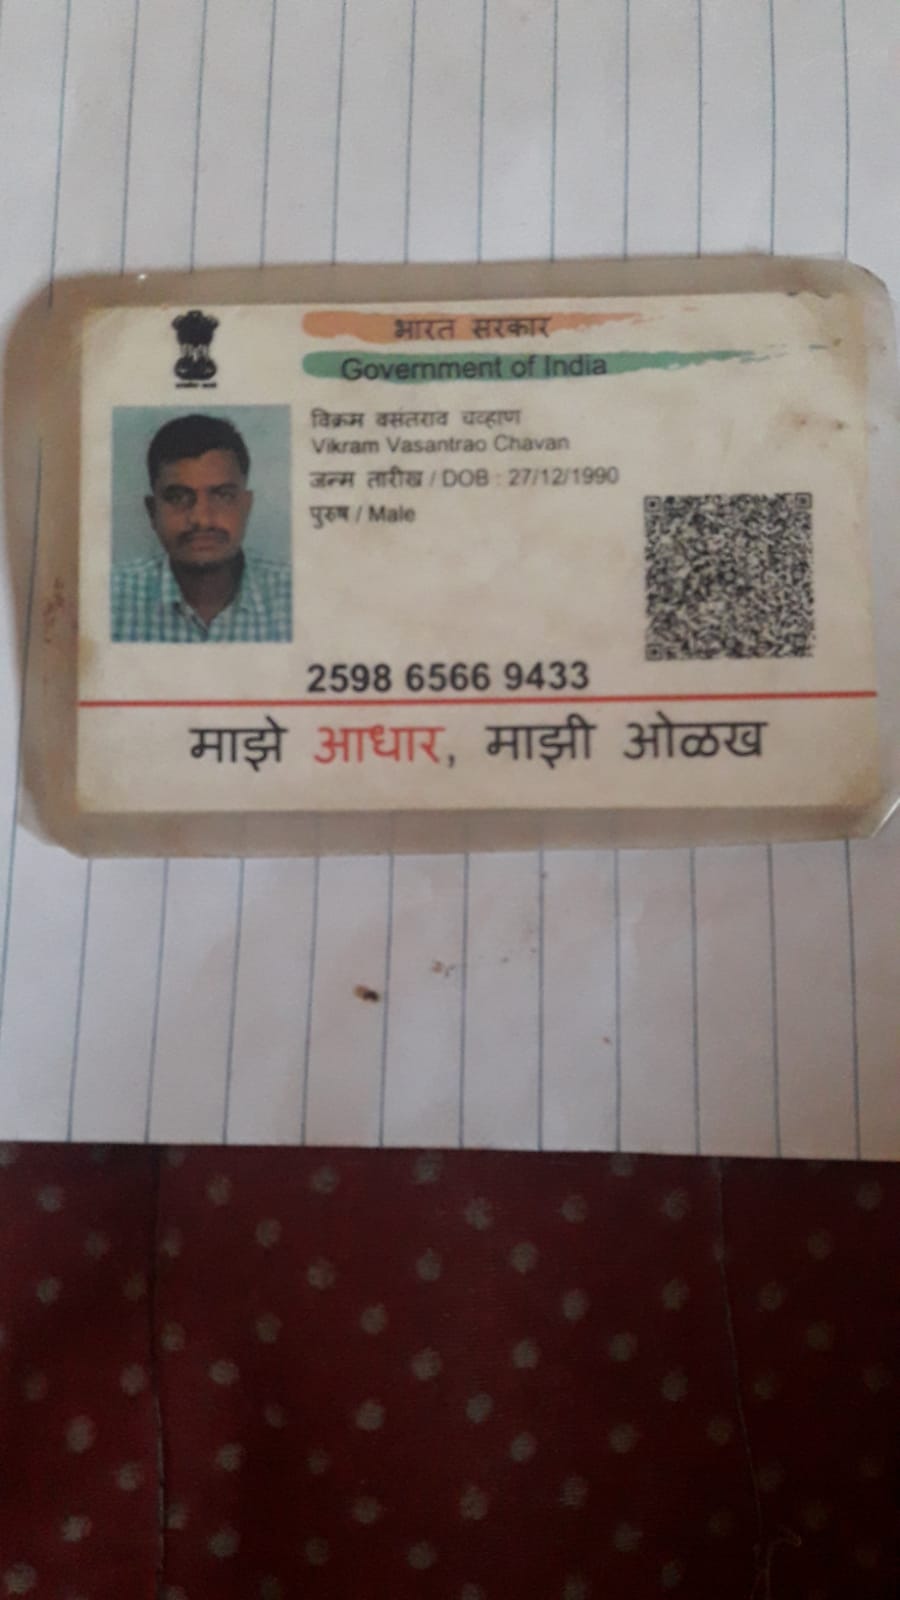 भारत सरकार
Government of India
विक्रम वसंतराव चव्हाण
Vikram Vasantrao Chavan
जन्म तारीख / DOB : 27/12/1990
पुरुष / Male
2598 6566 9433
माझे आधार, माझी ओळख